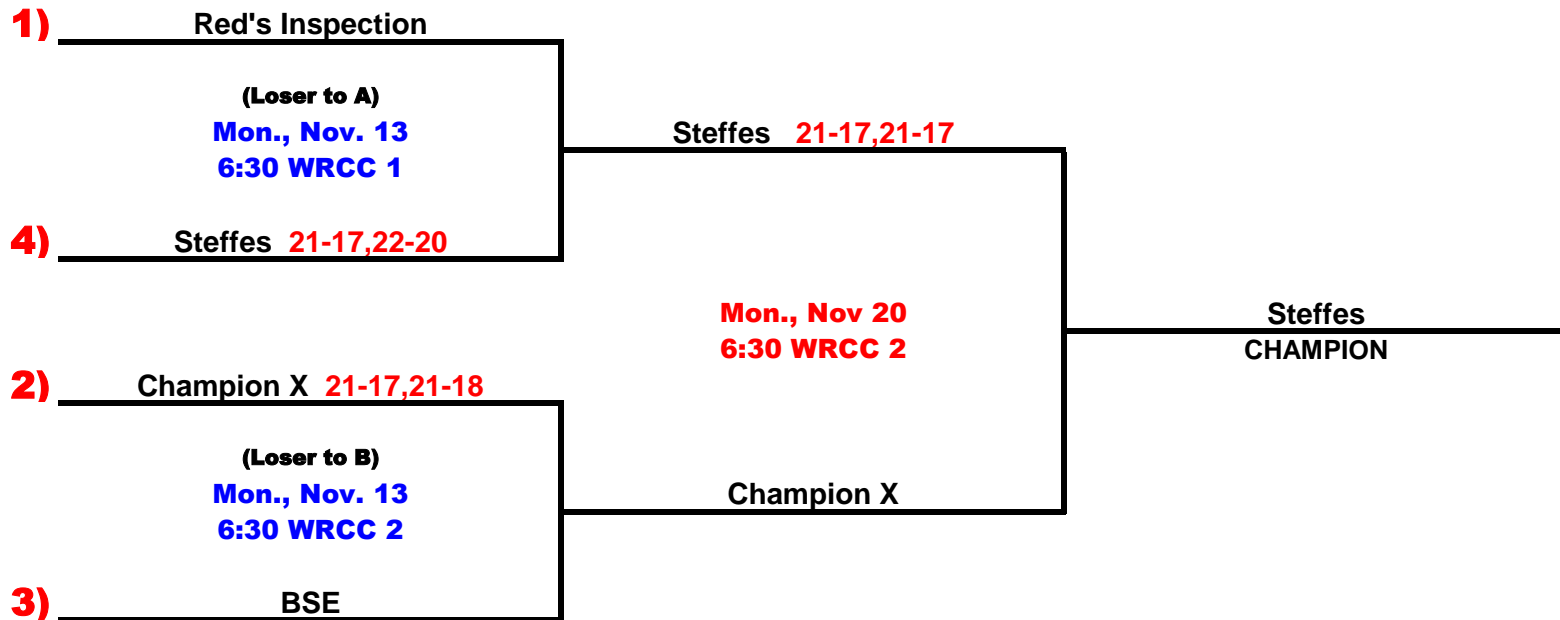 1) Red's Inspection
(Loser to A)
Mon., Nov. 13
6:30 WRCC 1
Steffes 21-17,21-17
4) Steffes 21-17,22-20
Mon., Nov 20
6:30 WRCC 2
Steffes
CHAMPION
2) Champion X 21-17,21-18
(Loser to B)
Mon., Nov. 13
6:30 WRCC 2
Champion X
3) BSE